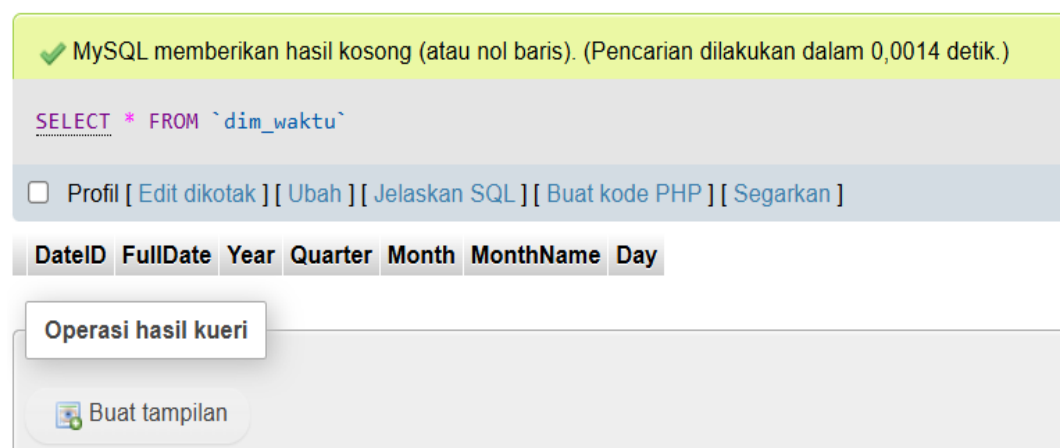 MySQL memberikan hasil kosong (atau nol baris). (Pencarian dilakukan dalam 0,0014 detik.)
SELECT * FROM `dim_waktu`
Profil [ Edit dikotak ] [ Ubah ] [ Jelaskan SQL ] [ Buat kode PHP ] [ Segarkan ]
DateID FullDate Year Quarter Month MonthName Day
Operasi hasil kueri
Buat tampilan